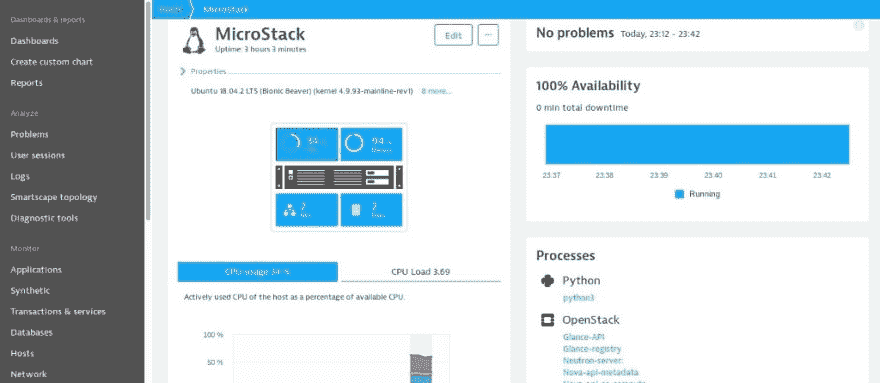 Dashboards & reports
Dashboards
Create custom chart
Reports
Analyze
Problems
User sessions
Logs
Smartscape topology
Diagnostic tools
Monitor
Applications
Synthetic
Transactions & services
Databases
Hosts
Network
Hosts
MicroStack
MicroStack
Uptime: 3 hours 3 minutes
Edit
...
Properties
Ubuntu 18.04.2 LTS (Bionic Beaver) (kernel 4.9.93-mainline-rev1) 8 more...
34 %
94 %
2
2
CPU usage 34 %
CPU Load 3.69
Actively used CPU of the host as a percentage of available CPU.
100 %
50 %
No problems Today, 23:12 - 23:42
100% Availability
0 min total downtime
23:37 23:38 23:39 23:40 23:41 23:42
Running
Processes
Python
python3
OpenStack
Glance-API
Glance-registry
Neutron-server
Nova-api-metadata